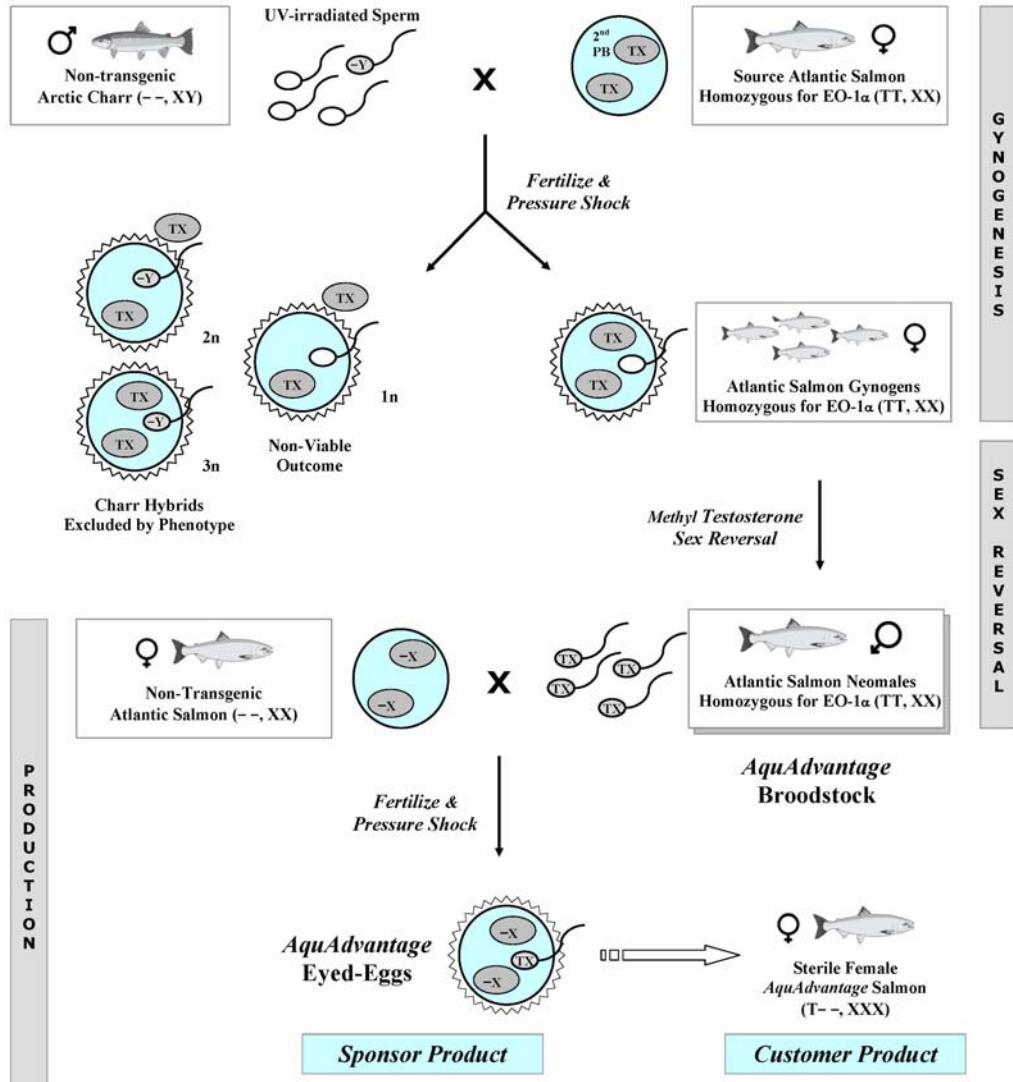 UV-irradiated Sperm
♂
Non-transgenic
Arctic Charr (– –, XY)
–Y
X
2nd
PB
TX
TX
♀
Source Atlantic Salmon
Homozygous for EO-1α (TT, XX)
GYNOGENESIS
Fertilize &
Pressure Shock
TX
–Y
TX
2n
TX
–Y
TX
3n
Charr Hybrids
Excluded by Phenotype
TX
TX
1n
Non-Viable
Outcome
TX
TX
♀
Atlantic Salmon Gynogens
Homozygous for EO-1α (TT, XX)
SEX REVERSAL
Methyl Testosterone
Sex Reversal
PRODUCTION
♀
Non-Transgenic
Atlantic Salmon (– –, XX)
–X
–X
X
TX
TX
TX
TX
♂
Atlantic Salmon Neomales
Homozygous for EO-1α (TT, XX)
AquAdvantage
Broodstock
Fertilize &
Pressure Shock
AquAdvantage
Eyed-Eggs
–X
TX
–X
♀
Sterile Female
AquAdvantage Salmon
(T– –, XXX)
Sponsor Product
Customer Product